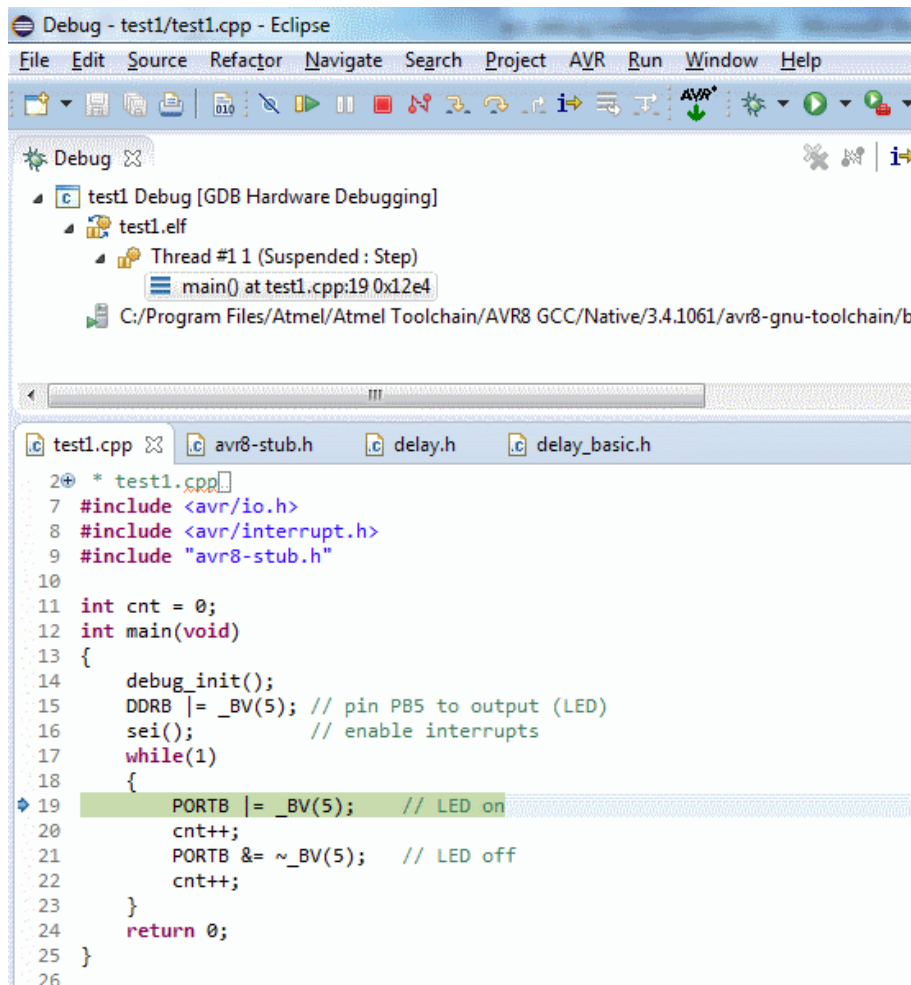 Debug - test1/test1.cpp - Eclipse
File Edit Source Refactor Navigate Search Project AVR Run Window Help
010 i AVR
Debug i
c test1 Debug [GDB Hardware Debugging]
test1.elf
Thread #1 1 (Suspended : Step)
main() at test1.cpp:19 0x12e4
C:/Program Files/Atmel/Atmel Toolchain/AVR8 GCC/Native/3.4.1061/avr8-gnu-toolchain/b
.c test1.cpp .c avr8-stub.h .c delay.h .c delay_basic.h
2 * test1.cpp
7 #include <avr/io.h>
8 #include <avr/interrupt.h>
9 #include "avr8-stub.h"
10
11 int cnt = 0;
12 int main(void)
13 {
14     debug_init();
15     DDRB |= _BV(5); // pin PB5 to output (LED)
16     sei();          // enable interrupts
17     while(1)
18     {
19         PORTB |= _BV(5);    // LED on
20         cnt++;
21         PORTB &= ~_BV(5);   // LED off
22         cnt++;
23     }
24     return 0;
25 }
26